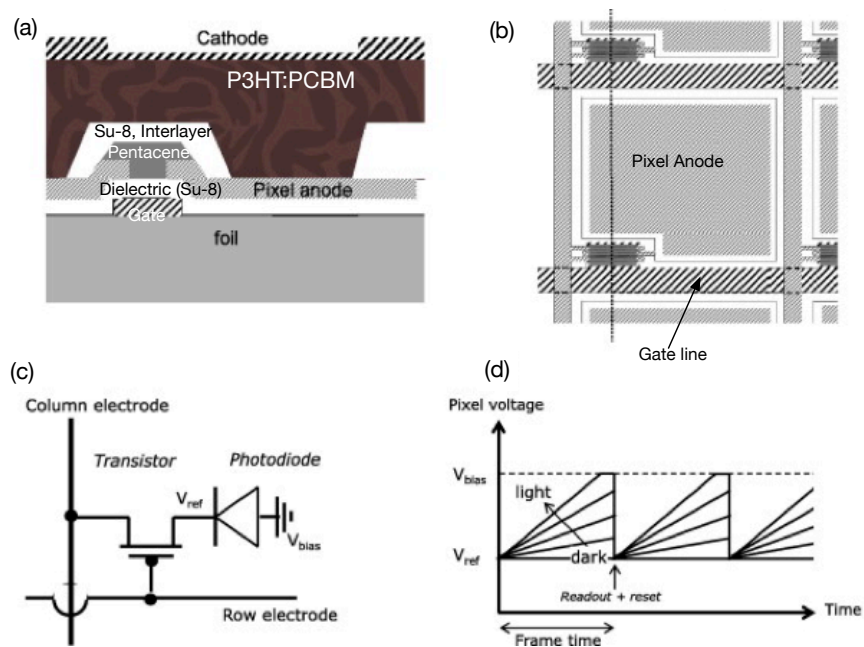 (a)
Cathode
P3HT:PCBM
Su-8, Interlayer
Pentacene
Dielectric (Su-8)
Pixel anode
Gate
foil
(b)
Pixel Anode
Gate line
(c)
Column electrode
Transistor
Photodiode
Vref
Vbias
Row electrode
(d)
Pixel voltage
Vbias
light
Vref
dark
Readout + reset
Time
Frame time